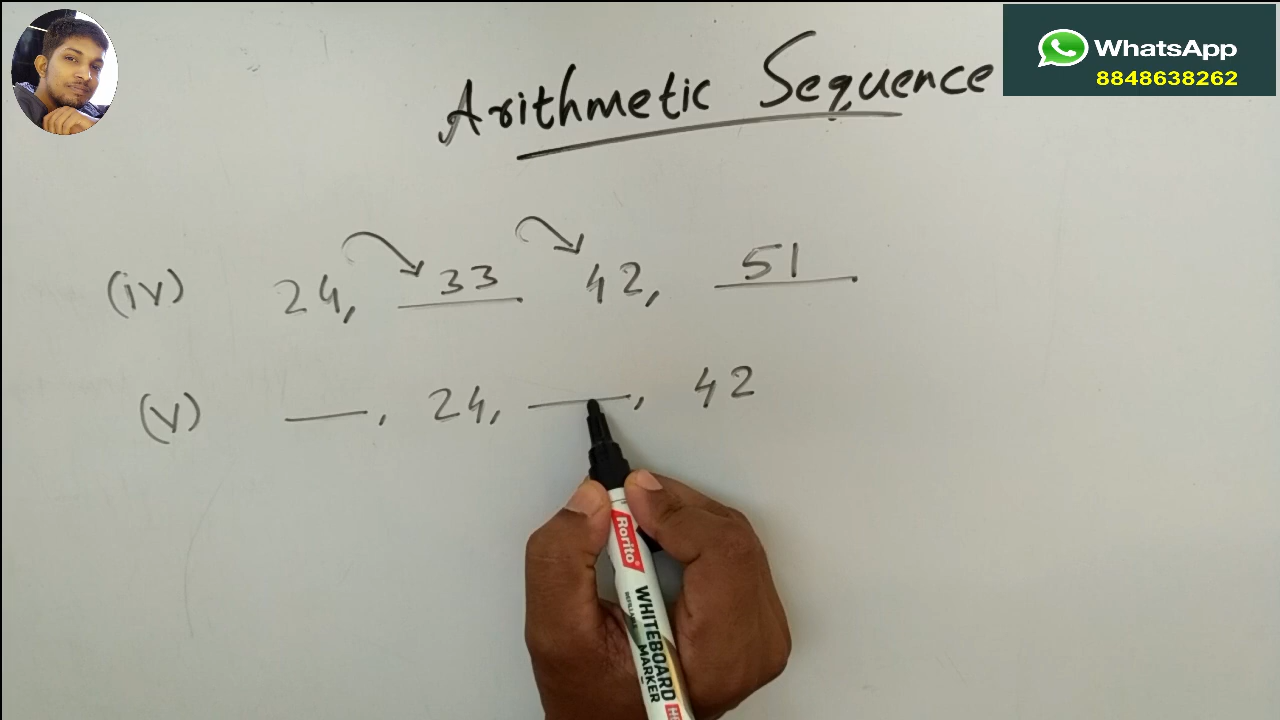 WhatsApp
8848638262
Arithmetic Sequence
(iv) 24, 33 42, 51
(v) __, 24, __, 42
Rorito
WHITEBOARD
MARKER